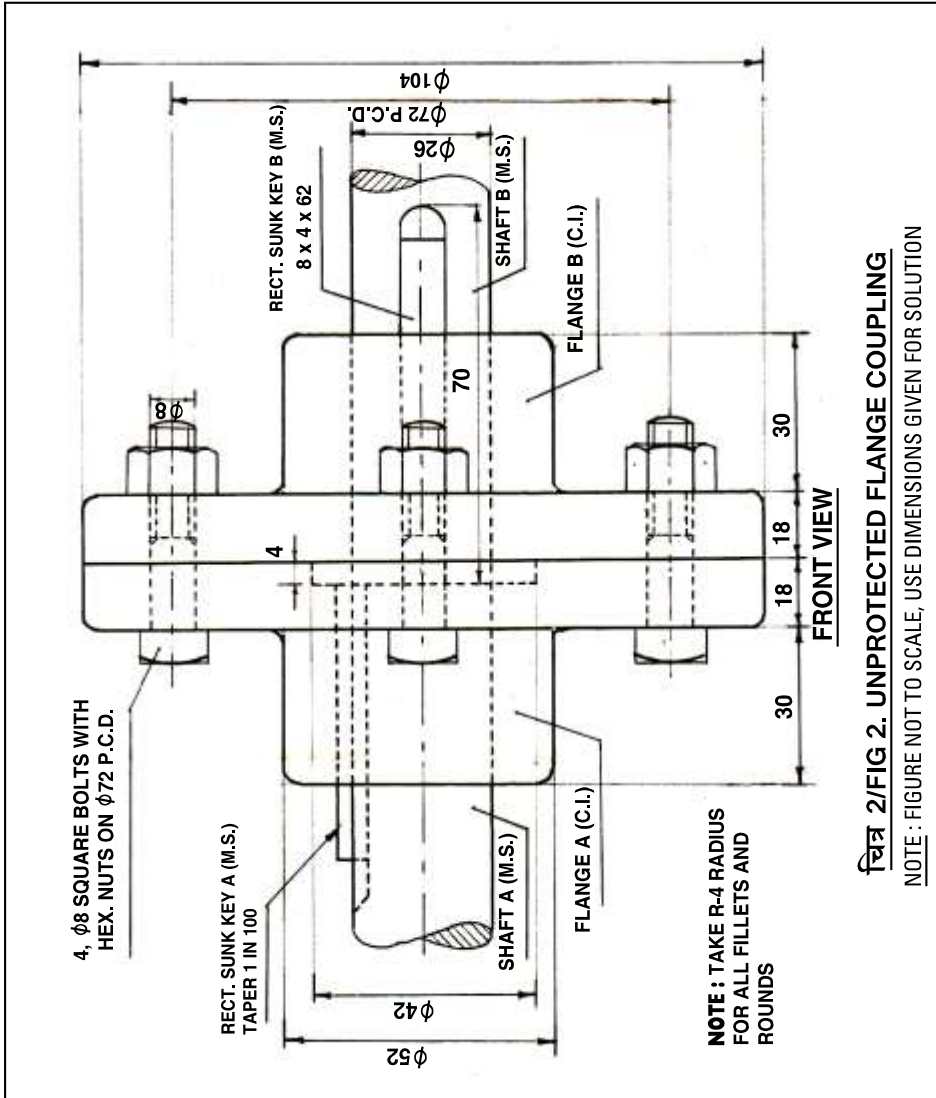 4, ϕ8 SQUARE BOLTS WITH
HEX. NUTS ON ϕ72 P.C.D.
RECT. SUNK KEY A (M.S.)
TAPER 1 IN 100
ϕ8
4
RECT. SUNK KEY B (M.S.)
8 x 4 x 62
ϕ104
ϕ72 P.C.D.
ϕ26
70
SHAFT B (M.S.)
SHAFT A (M.S.)
ϕ42
ϕ52
FLANGE A (C.I.)
FLANGE B (C.I.)
30
18
18
30
FRONT VIEW
NOTE : TAKE R-4 RADIUS
FOR ALL FILLETS AND
ROUNDS
चित्र 2/FIG 2. UNPROTECTED FLANGE COUPLING
NOTE : FIGURE NOT TO SCALE, USE DIMENSIONS GIVEN FOR SOLUTION